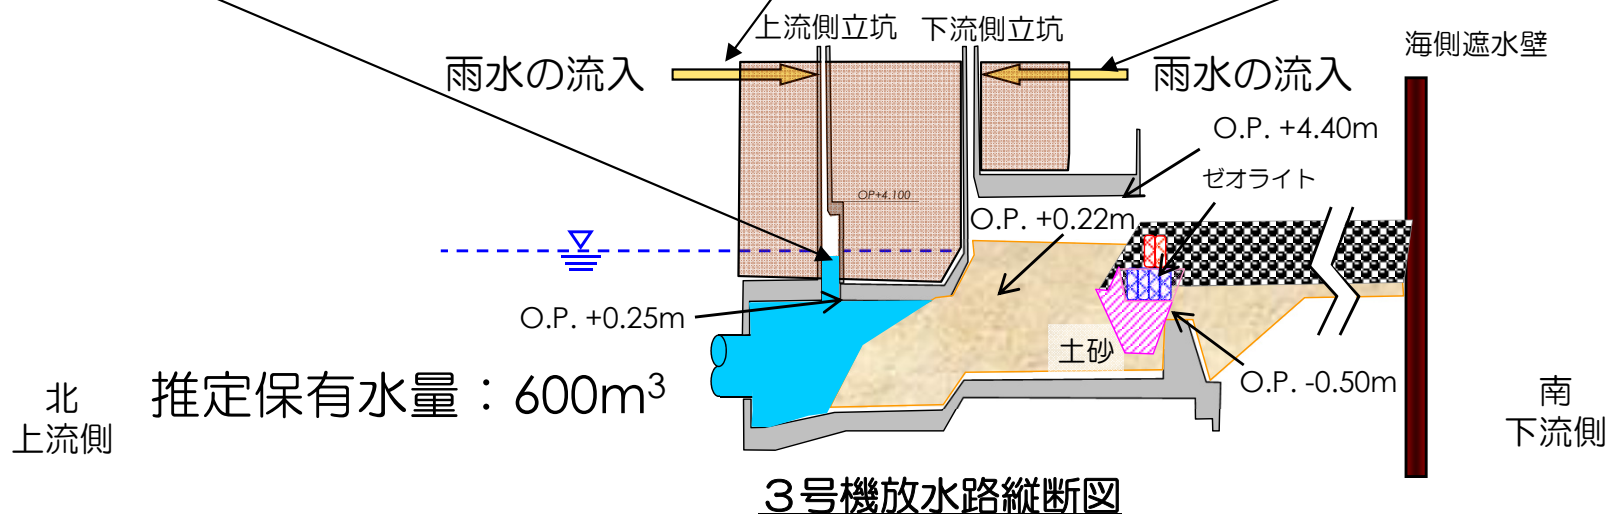 上流側立坑 下流側立坑
海側遮水壁
雨水の流入 雨水の流入
O.P. +4.40m
ゼオライト
OP+4.100
O.P. +0.22m
O.P. +0.25m
土砂
O.P. -0.50m
推定保有水量：600m³
北
上流側
南
下流側
３号機放水路縦断図